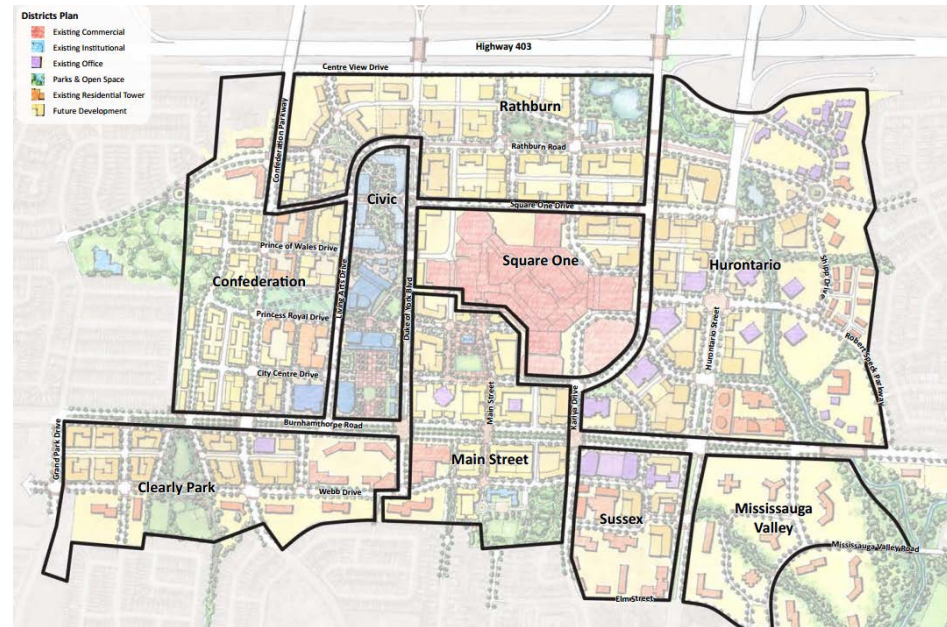 Districts Plan
Existing Commercial
Existing Institutional
Existing Office
Parks & Open Space
Existing Residential Tower
Future Development
Highway 403
Centre View Drive
Confederation Parkway
Rathburn
Rathburn Road
Civic
Square One Drive
Prince of Wales Drive
Square One
Hurontario
Shipp Drive
Confederation
Living Arts Drive
Duke of York Blvd
Princess Royal Drive
Hurontario Street
Robert Speck Parkway
City Centre Drive
Main Street
Kariya Drive
Burnhamthorpe Road
Grand Park Drive
Main Street
Clearly Park
Webb Drive
Sussex
Mississauga
Valley
Mississauga Valley Road
Elm Street